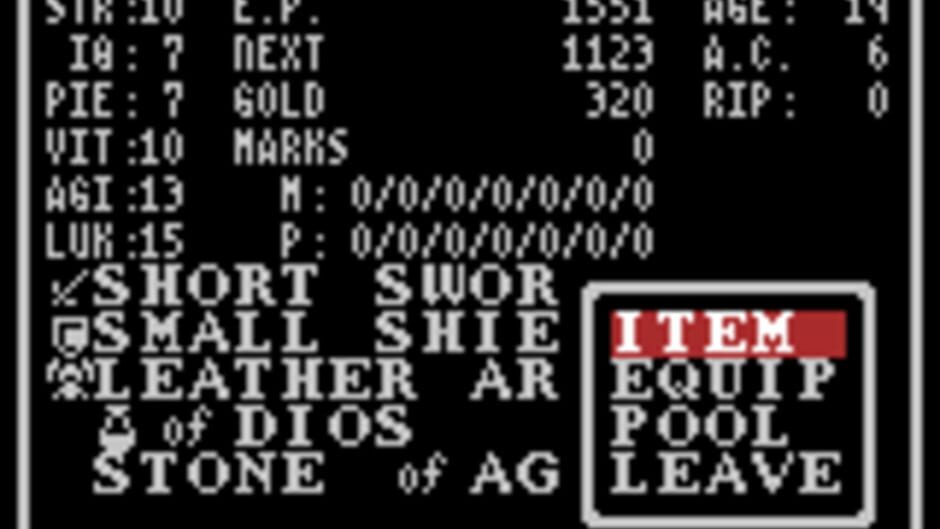 STR:10 E.P. 1551 AGE: 14
IQ: 7 NEXT 1123 A.C. 6
PIE: 7 GOLD 320 RIP: 0
VIT:10 MARKS 0
AGI:13 M: 0/0/0/0/0/0/0
LUK:15 P: 0/0/0/0/0/0/0
SHORT SWOR
SMALL SHIE
LEATHER AR
of DIOS
STONE of AG
ITEM
EQUIP
POOL
LEAVE